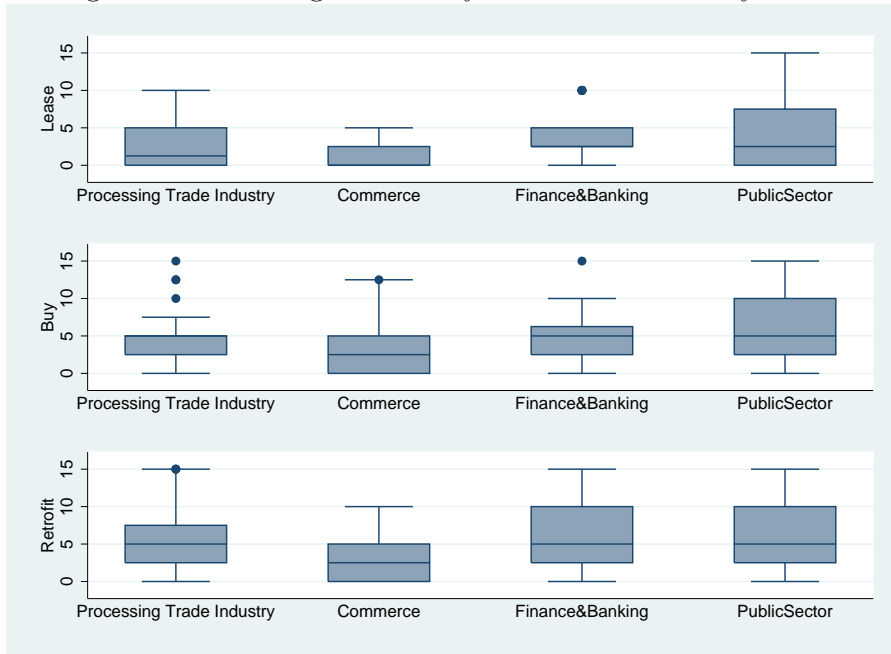 15
10
5
0
Lease
Processing Trade Industry Commerce Finance&Banking PublicSector
15
10
5
0
Buy
Processing Trade Industry Commerce Finance&Banking PublicSector
15
10
5
0
Retrofit
Processing Trade Industry Commerce Finance&Banking PublicSector